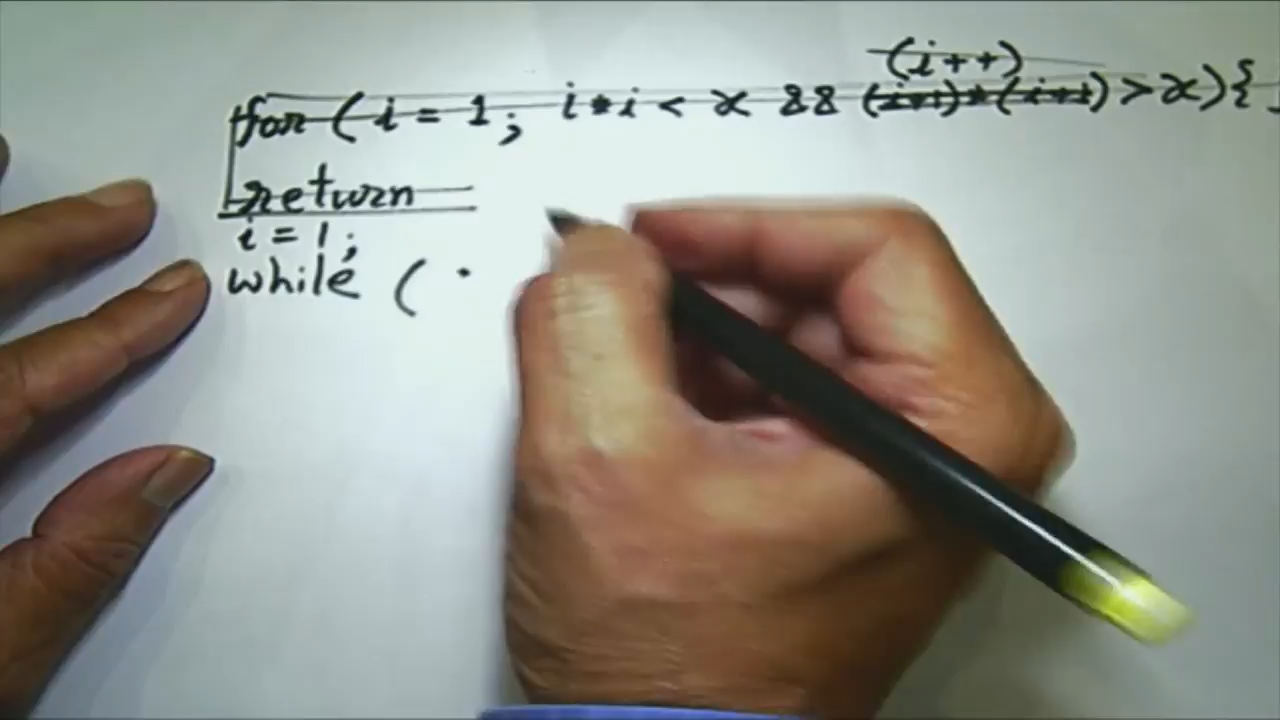 (i++)
for (i = 1; i*i < x && (i+1)*(i+1) > x){
return
i = 1;
while (